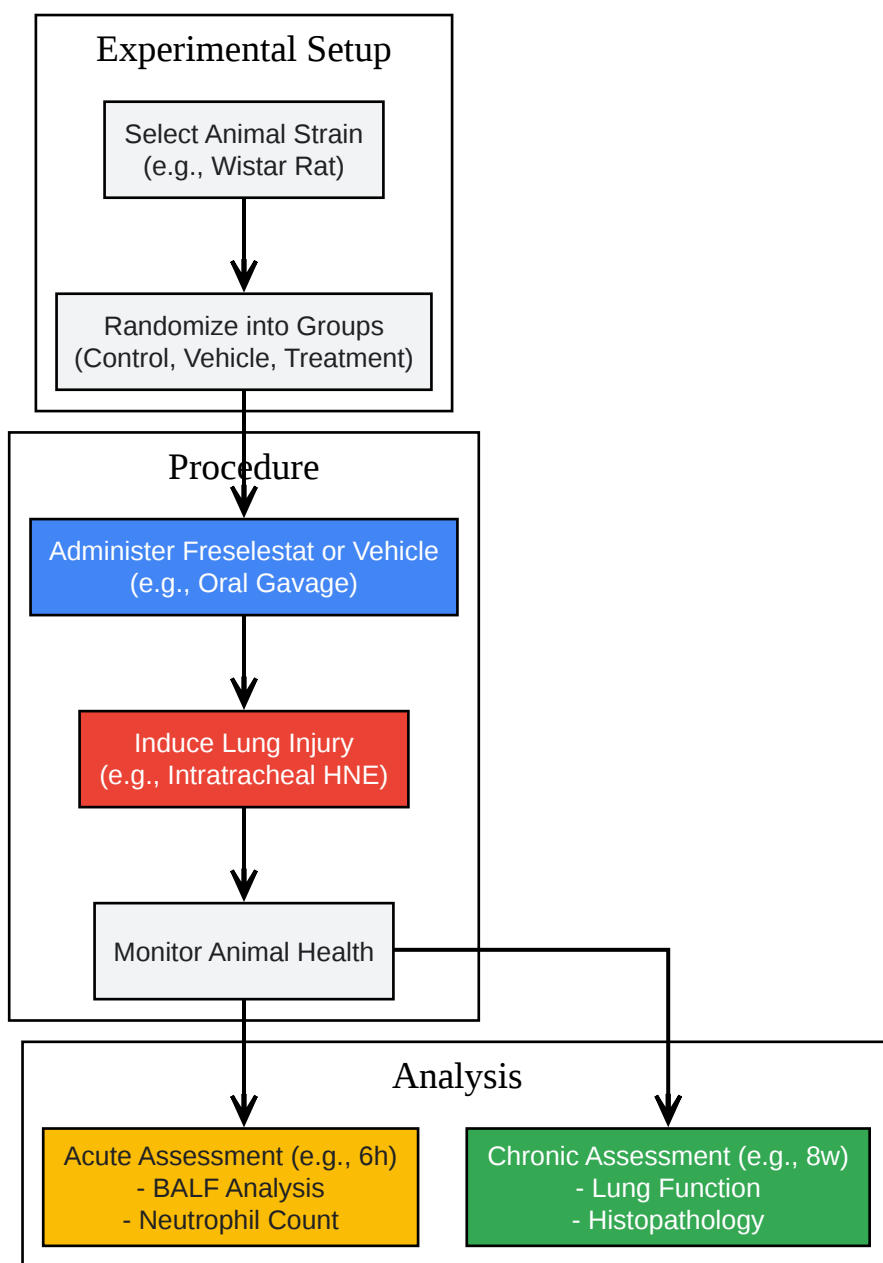 Experimental Setup
Select Animal Strain
(e.g., Wistar Rat)
Randomize into Groups
(Control, Vehicle, Treatment)
Procedure
Administer Freselestat or Vehicle
(e.g., Oral Gavage)
Induce Lung Injury
(e.g., Intratracheal HNE)
Monitor Animal Health
Analysis
Acute Assessment (e.g., 6h)
- BALF Analysis
- Neutrophil Count
Chronic Assessment (e.g., 8w)
- Lung Function
- Histopathology